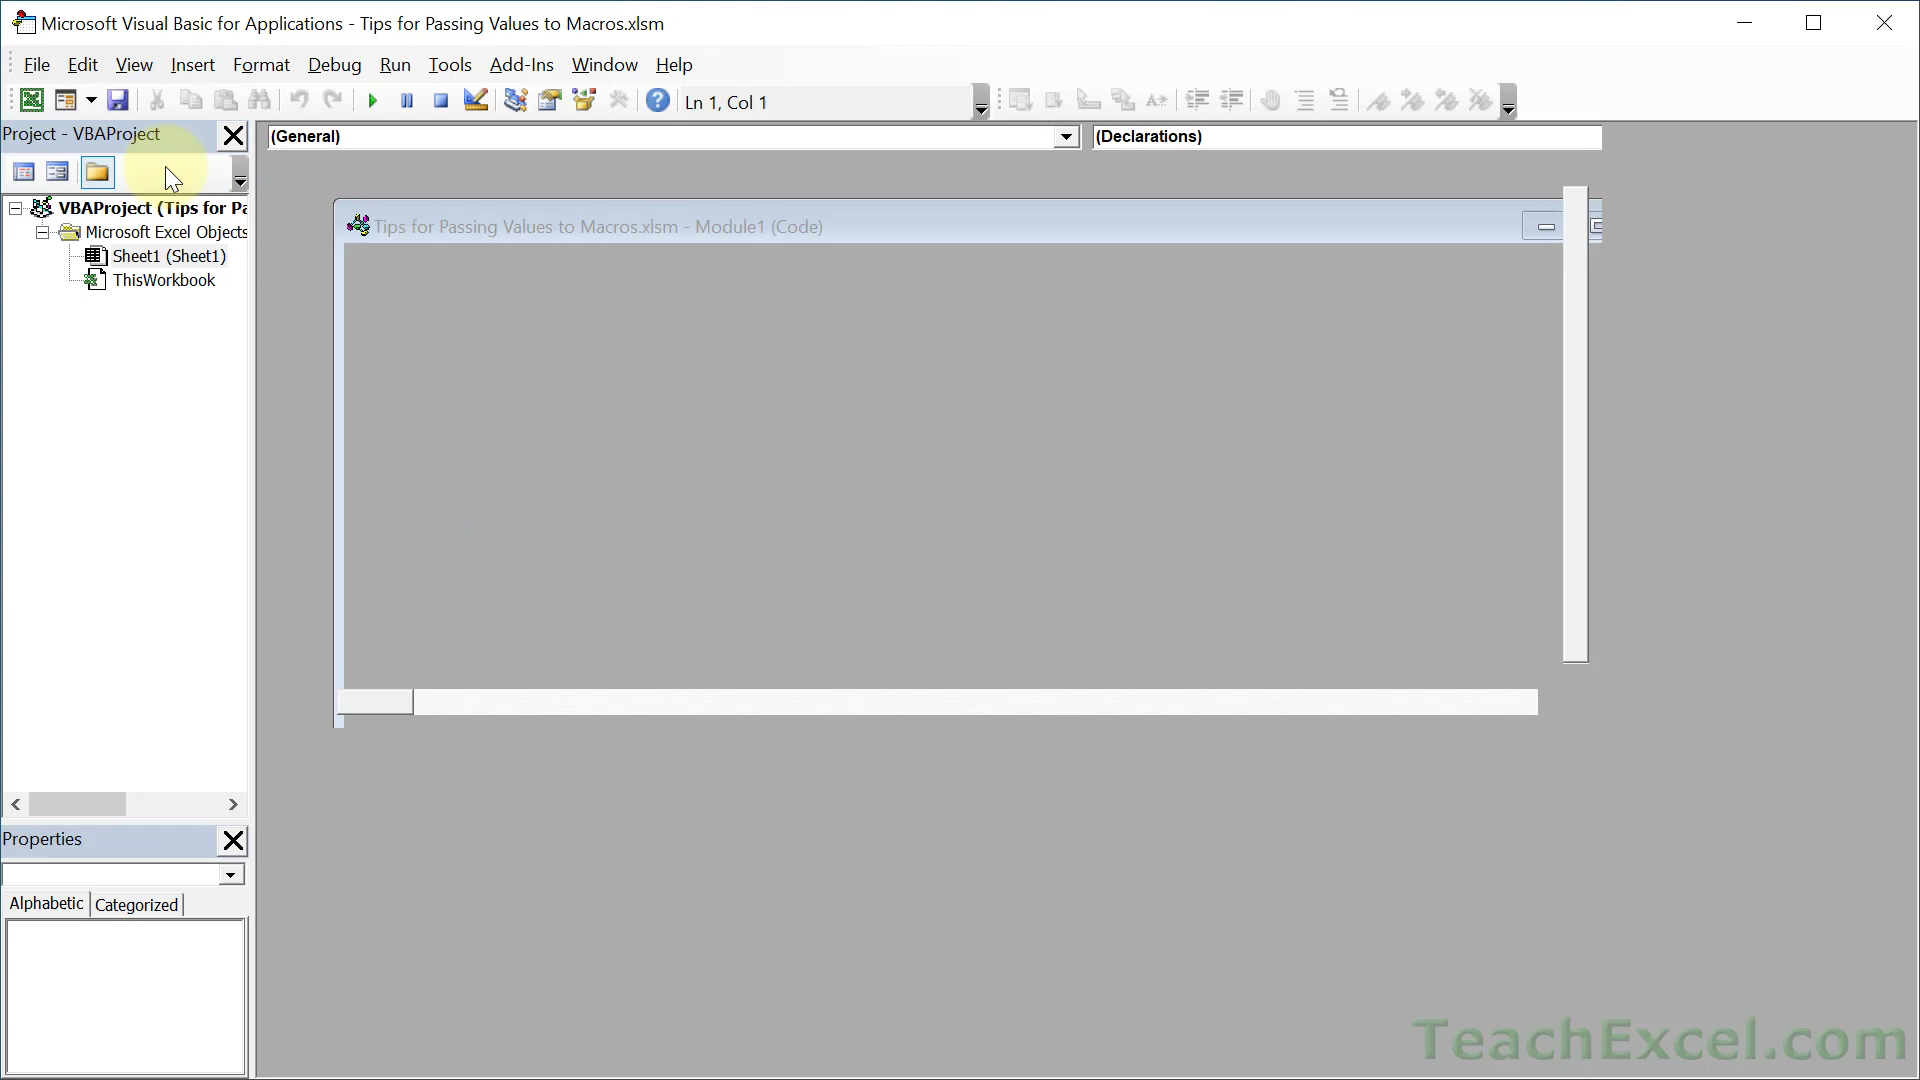 Microsoft Visual Basic for Applications - Tips for Passing Values to Macros.xlsm
File Edit View Insert Format Debug Run Tools Add-Ins Window Help
Ln 1, Col 1
Project - VBAProject
(General)
(Declarations)
VBAProject (Tips for Pa
Microsoft Excel Objects
Sheet1 (Sheet1)
ThisWorkbook
Tips for Passing Values to Macros.xlsm - Module1 (Code)
Properties
Alphabetic Categorized
TeachExcel.com